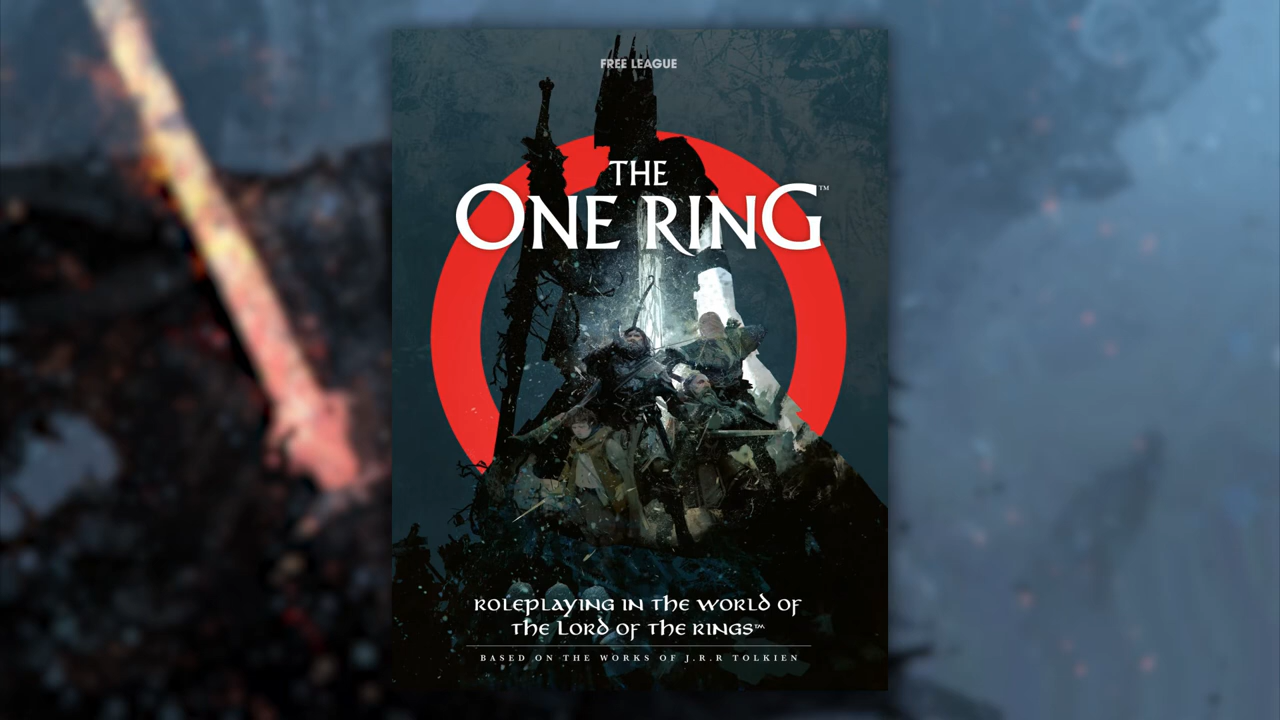 FREE LEAGUE
THE
ONE RING™
ROLEPLAYING IN THE WORLD OF
THE LORD OF THE RINGS™
BASED ON THE WORKS OF J.R.R TOLKIEN